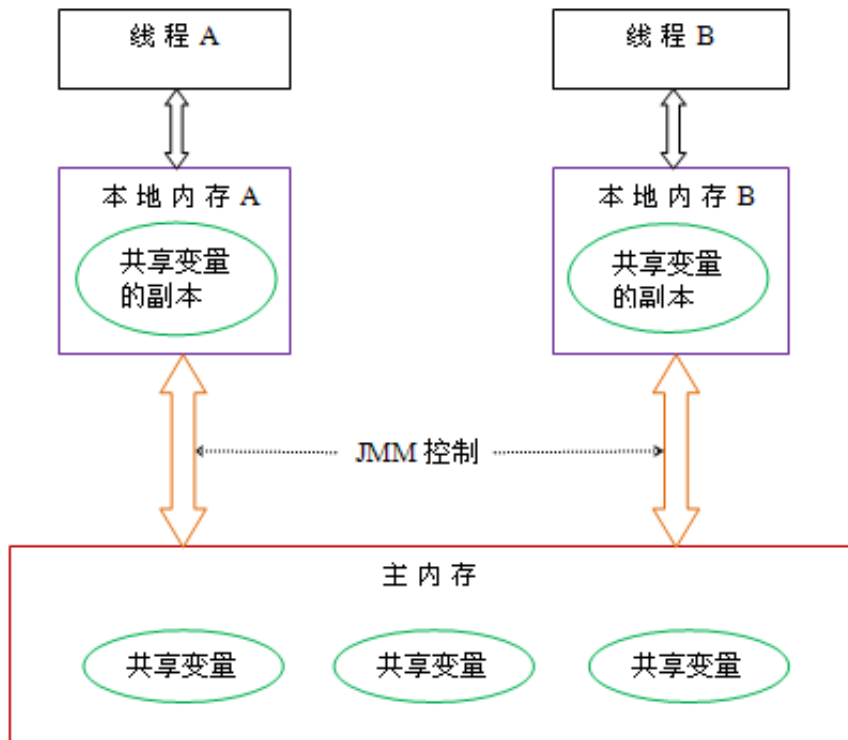 线程 A
线程 B
本地内存 A
本地内存 B
共享变量
的副本
共享变量
的副本
JMM 控制
主内存
共享变量
共享变量
共享变量